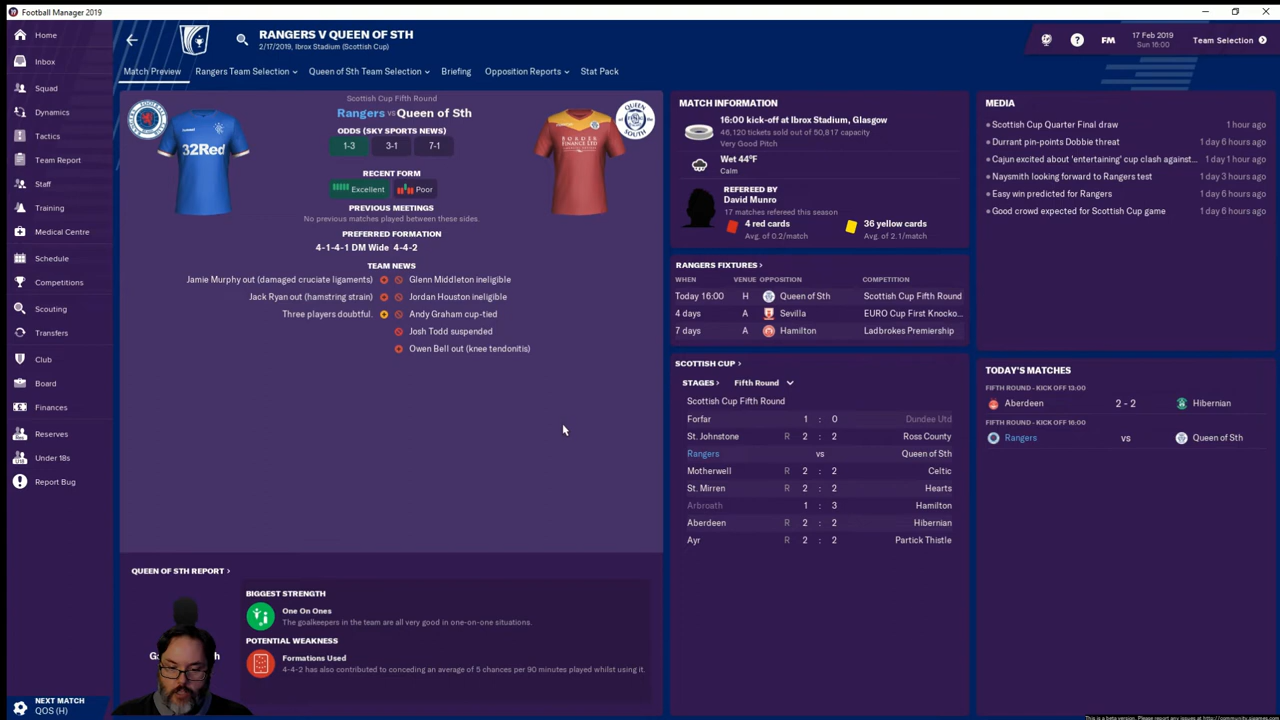 Football Manager 2019
Home
Inbox
Squad
Dynamics
Tactics
Team Report
Staff
Training
Medical Centre
Schedule
Competitions
Scouting
Transfers
Club
Board
Finances
Reserves
Under 18s
Report Bug
NEXT MATCH
QOS (H)
RANGERS V QUEEN OF STH
2/17/2019, Ibrox Stadium (Scottish Cup)
17 Feb 2019
Sun 16:00
FM
Team Selection
Match Preview
Rangers Team Selection
Queen of Sth Team Selection
Briefing
Opposition Reports
Stat Pack
Scottish Cup Fifth Round
Rangers vs Queen of Sth
32Red
ODDS (SKY SPORTS NEWS)
1-3 3-1 7-1
RECENT FORM
Excellent Poor
PREVIOUS MEETINGS
No previous matches played between these sides.
PREFERRED FORMATION
4-1-4-1 DM Wide 4-4-2
TEAM NEWS
Jamie Murphy out (damaged cruciate ligaments) Glenn Middleton ineligible
Jack Ryan out (hamstring strain) Jordan Houston ineligible
Three players doubtful. Andy Graham cup-tied
Josh Todd suspended
Owen Bell out (knee tendonitis)
QUEEN OF STH REPORT
BIGGEST STRENGTH
One On Ones
The goalkeepers in the team are all very good in one-on-one situations.
POTENTIAL WEAKNESS
Formations Used
4-4-2 has also contributed to conceding an average of 5 chances per 90 minutes played whilst using it.
MATCH INFORMATION
16:00 kick-off at Ibrox Stadium, Glasgow
46,120 tickets sold out of 50,817 capacity
Very Good Pitch
Wet 44°F
Calm
REFEREED BY
David Munro
17 matches refereed this season
4 red cards
Avg. of 0.2/match
36 yellow cards
Avg. of 2.1/match
RANGERS FIXTURES
WHEN VENUE OPPOSITION COMPETITION
Today 16:00 H Queen of Sth Scottish Cup Fifth Round
4 days A Sevilla EURO Cup First Knocko...
7 days A Hamilton Ladbrokes Premiership
SCOTTISH CUP
STAGES Fifth Round
Scottish Cup Fifth Round
Forfar 1 : 0 Dundee Utd
St. Johnstone R 2 : 2 Ross County
Rangers vs Queen of Sth
Motherwell R 2 : 2 Celtic
St. Mirren R 2 : 2 Hearts
Arbroath 1 : 3 Hamilton
Aberdeen R 2 : 2 Hibernian
Ayr R 2 : 2 Partick Thistle
MEDIA
Scottish Cup Quarter Final draw 1 hour ago
Durrant pin-points Dobbie threat 1 day 6 hours ago
Cajun excited about 'entertaining' cup clash against... 1 day 1 hour ago
Naysmith looking forward to Rangers test 1 day 3 hours ago
Easy win predicted for Rangers 1 day 6 hours ago
Good crowd expected for Scottish Cup game 1 day 6 hours ago
TODAY'S MATCHES
FIFTH ROUND - KICK OFF 13:00
Aberdeen 2 - 2 Hibernian
FIFTH ROUND - KICK OFF 16:00
Rangers vs Queen of Sth